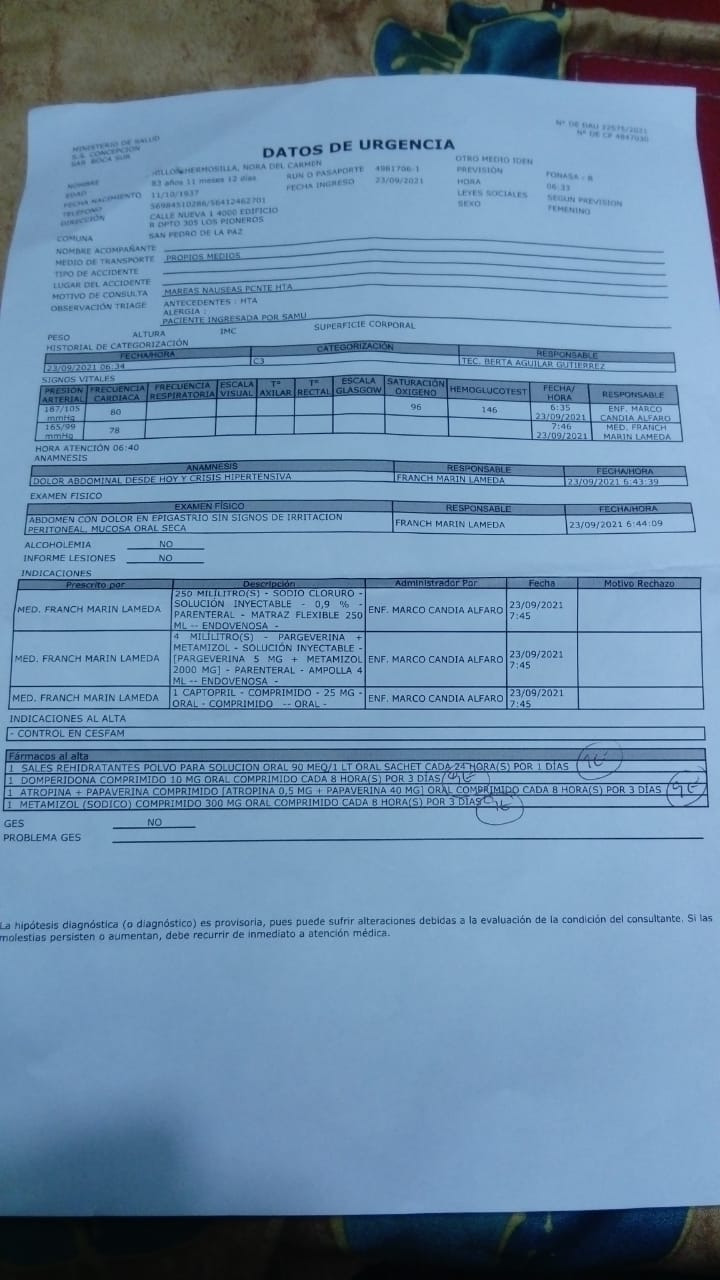 MINISTERIO DE SALUD
S.S. CONCEPCION
SAR BOCA SUR
Nº DE DAU 22575/2021
Nº DE CP 4847030
DATOS DE URGENCIA
NOMBRE HERMOSILLA, NORA DEL CARMEN RUN O PASAPORTE 4981706-1 OTRO MEDIO IDEN
EDAD 83 años 11 meses 12 dias FECHA INGRESO 23/09/2021 PREVISIÓN FONASA - B
FECHA NACIMIENTO 11/10/1937 HORA 06:33
TELÉFONO 56984510286/56412462701 LEYES SOCIALES SEGUN PREVISIÓN
DIRECCIÓN CALLE NUEVA 1 4000 EDIFICIO SEXO FEMENINO
R DPTO 305 LOS PIONEROS
COMUNA SAN PEDRO DE LA PAZ
NOMBRE ACOMPAÑANTE
MEDIO DE TRANSPORTE PROPIOS MEDIOS
TIPO DE ACCIDENTE
LUGAR DEL ACCIDENTE
MOTIVO DE CONSULTA MAREAS NAUSEAS PCNTE HTA
OBSERVACIÓN TRIAGE ANTECEDENTES : HTA
ALERGIA :
PACIENTE INGRESADA POR SAMU
PESO ALTURA IMC SUPERFICIE CORPORAL
HISTORIAL DE CATEGORIZACIÓN
FECHA/HORA CATEGORIZACIÓN RESPONSABLE
23/09/2021 06:34 C3 TEC. BERTA AGUILAR GUTIERREZ
SIGNOS VITALES
PRESIÓN ARTERIAL FRECUENCIA CARDIACA FRECUENCIA RESPIRATORIA ESCALA VISUAL Tº AXILAR Tº RECTAL ESCALA GLASGOW SATURACIÓN OXIGENO HEMOGLUCOTEST FECHA/ HORA RESPONSABLE
187/105 mmHg 80 96 146 6:35 23/09/2021 ENF. MARCO CANDIA ALFARO
165/99 mmHg 78 7:46 23/09/2021 MED. FRANCH MARIN LAMEDA
HORA ATENCIÓN 06:40
ANAMNESIS
ANAMNESIS RESPONSABLE FECHA/HORA
DOLOR ABDOMINAL DESDE HOY Y CRISIS HIPERTENSIVA FRANCH MARIN LAMEDA 23/09/2021 6:43:39
EXAMEN FISICO
EXAMEN FÍSICO RESPONSABLE FECHA/HORA
ABDOMEN CON DOLOR EN EPIGASTRIO SIN SIGNOS DE IRRITACION
PERITONEAL, MUCOSA ORAL SECA FRANCH MARIN LAMEDA 23/09/2021 6:44:09
ALCOHOLEMIA NO
INFORME LESIONES NO
INDICACIONES
Prescrito por Descripción Administrador Por Fecha Motivo Rechazo
MED. FRANCH MARIN LAMEDA 250 MILILITRO(S) - SODIO CLORURO - SOLUCIÓN INYECTABLE - 0,9 % - PARENTERAL - MATRAZ FLEXIBLE 250 ML -- ENDOVENOSA - ENF. MARCO CANDIA ALFARO 23/09/2021 7:45
MED. FRANCH MARIN LAMEDA 4 MILILITRO(S) - PARGEVERINA + METAMIZOL - SOLUCIÓN INYECTABLE - [PARGEVERINA 5 MG + METAMIZOL 2000 MG] - PARENTERAL - AMPOLLA 4 ML -- ENDOVENOSA - ENF. MARCO CANDIA ALFARO 23/09/2021 7:45
MED. FRANCH MARIN LAMEDA 1 CAPTOPRIL - COMPRIMIDO - 25 MG - ORAL - COMPRIMIDO -- ORAL - ENF. MARCO CANDIA ALFARO 23/09/2021 7:45
INDICACIONES AL ALTA
- CONTROL EN CESFAM
Fármacos al alta
1 SALES REHIDRATANTES POLVO PARA SOLUCION ORAL 90 MEQ/1 LT ORAL SACHET CADA 24 HORA(S) POR 1 DÍAS
1 DOMPERIDONA COMPRIMIDO 10 MG ORAL COMPRIMIDO CADA 8 HORA(S) POR 3 DÍAS
1 ATROPINA + PAPAVERINA COMPRIMIDO [ATROPINA 0,5 MG + PAPAVERINA 40 MG] ORAL COMPRIMIDO CADA 8 HORA(S) POR 3 DÍAS
1 METAMIZOL (SODICO) COMPRIMIDO 300 MG ORAL COMPRIMIDO CADA 8 HORA(S) POR 3 DÍAS
GES NO
PROBLEMA GES
La hipótesis diagnóstica (o diagnóstico) es provisoria, pues puede sufrir alteraciones debidas a la evaluación de la condición del consultante. Si las
molestias persisten o aumentan, debe recurrir de inmediato a atención médica.